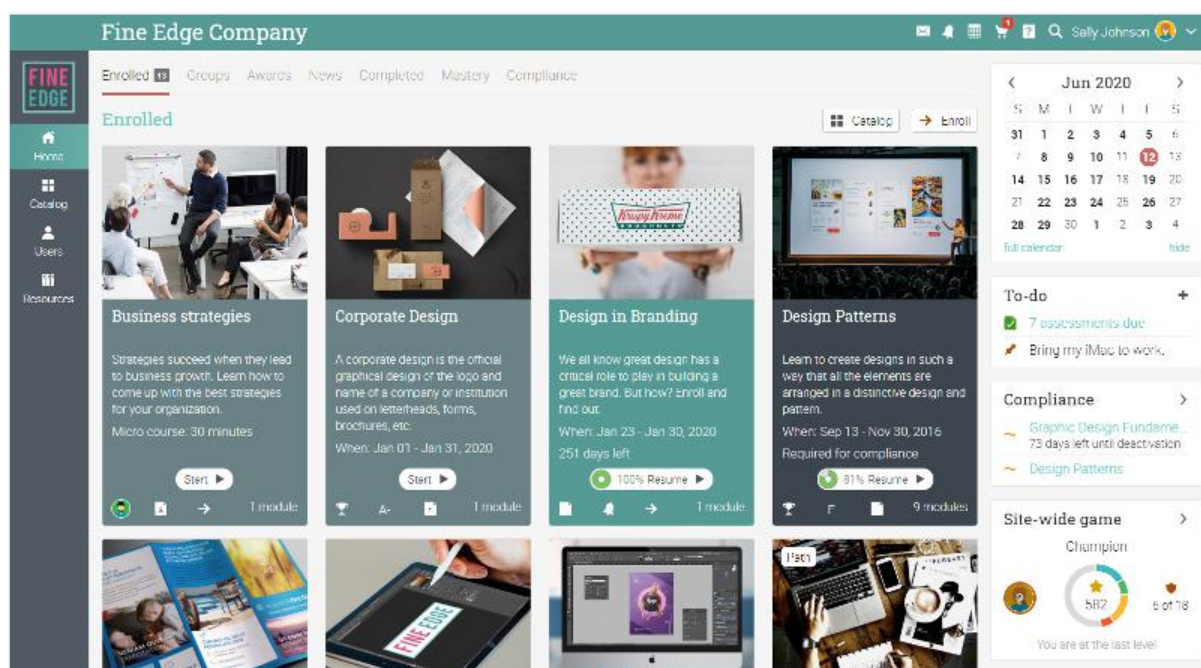 Fine Edge Company
1
Sally Johnson
FINE
EDGE
Home
Catalog
Users
Resources
Enrolled 13 Groups Awards News Completed Mastery Compliance
Enrolled
Catalog
Enroll
Business strategies
Strategies succeed when they lead
to business growth. Learn how to
come up with the best strategies
for your organization.
Micro course: 30 minutes
Start
1 module
Corporate Design
A corporate design is the official
graphical design of the logo and
name of a company or institution
used on letterheads, forms,
brochures, etc.
When: Jan 01 - Jan 31, 2020
Start
A-
1 module
Krispy Kreme
DOUGHNUTS
Design in Branding
We all know great design has a
critical role to play in building a
great brand. But how? Enroll and
find out.
When: Jan 23 - Jan 30, 2020
251 days left
100% Resume
1 module
Design Patterns
Learn to create designs in such a
way that all the elements are
arranged in a distinctive design and
pattern.
When: Sep 13 - Nov 30, 2016
Required for compliance
81% Resume
F
9 modules
FINE EDGE
Path
Jun 2020
S M T W T F S
31 1 2 3 4 5 6
7 8 9 10 11 12 13
14 15 16 17 18 19 20
21 22 23 24 25 26 27
28 29 30 1 2 3 4
full calendar hide
To-do
7 assessments due
Bring my iMac to work.
Compliance
Graphic Design Fundame...
73 days left until deactivation
Design Patterns
Site-wide game
Champion
582
6 of 18
You are at the last level